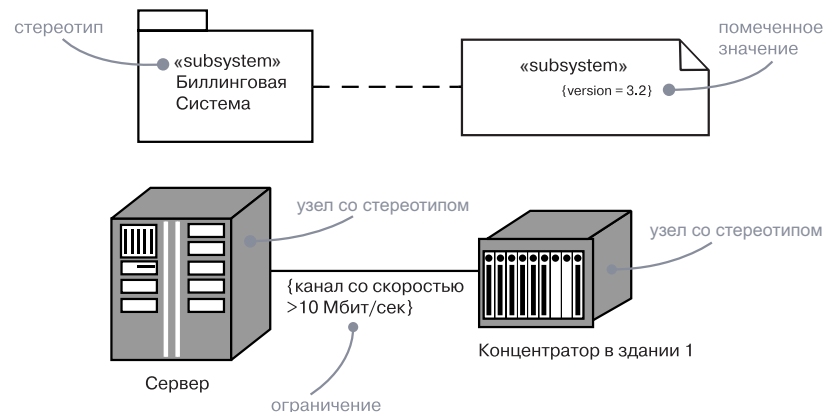 стереотип
«subsystem»
Биллинговая
Система
«subsystem»
{version = 3.2}
помеченное
значение
узел со стереотипом
узел со стереотипом
{канал со скоростью
>10 Мбит/сек}
Сервер
Концентратор в здании 1
ограничение